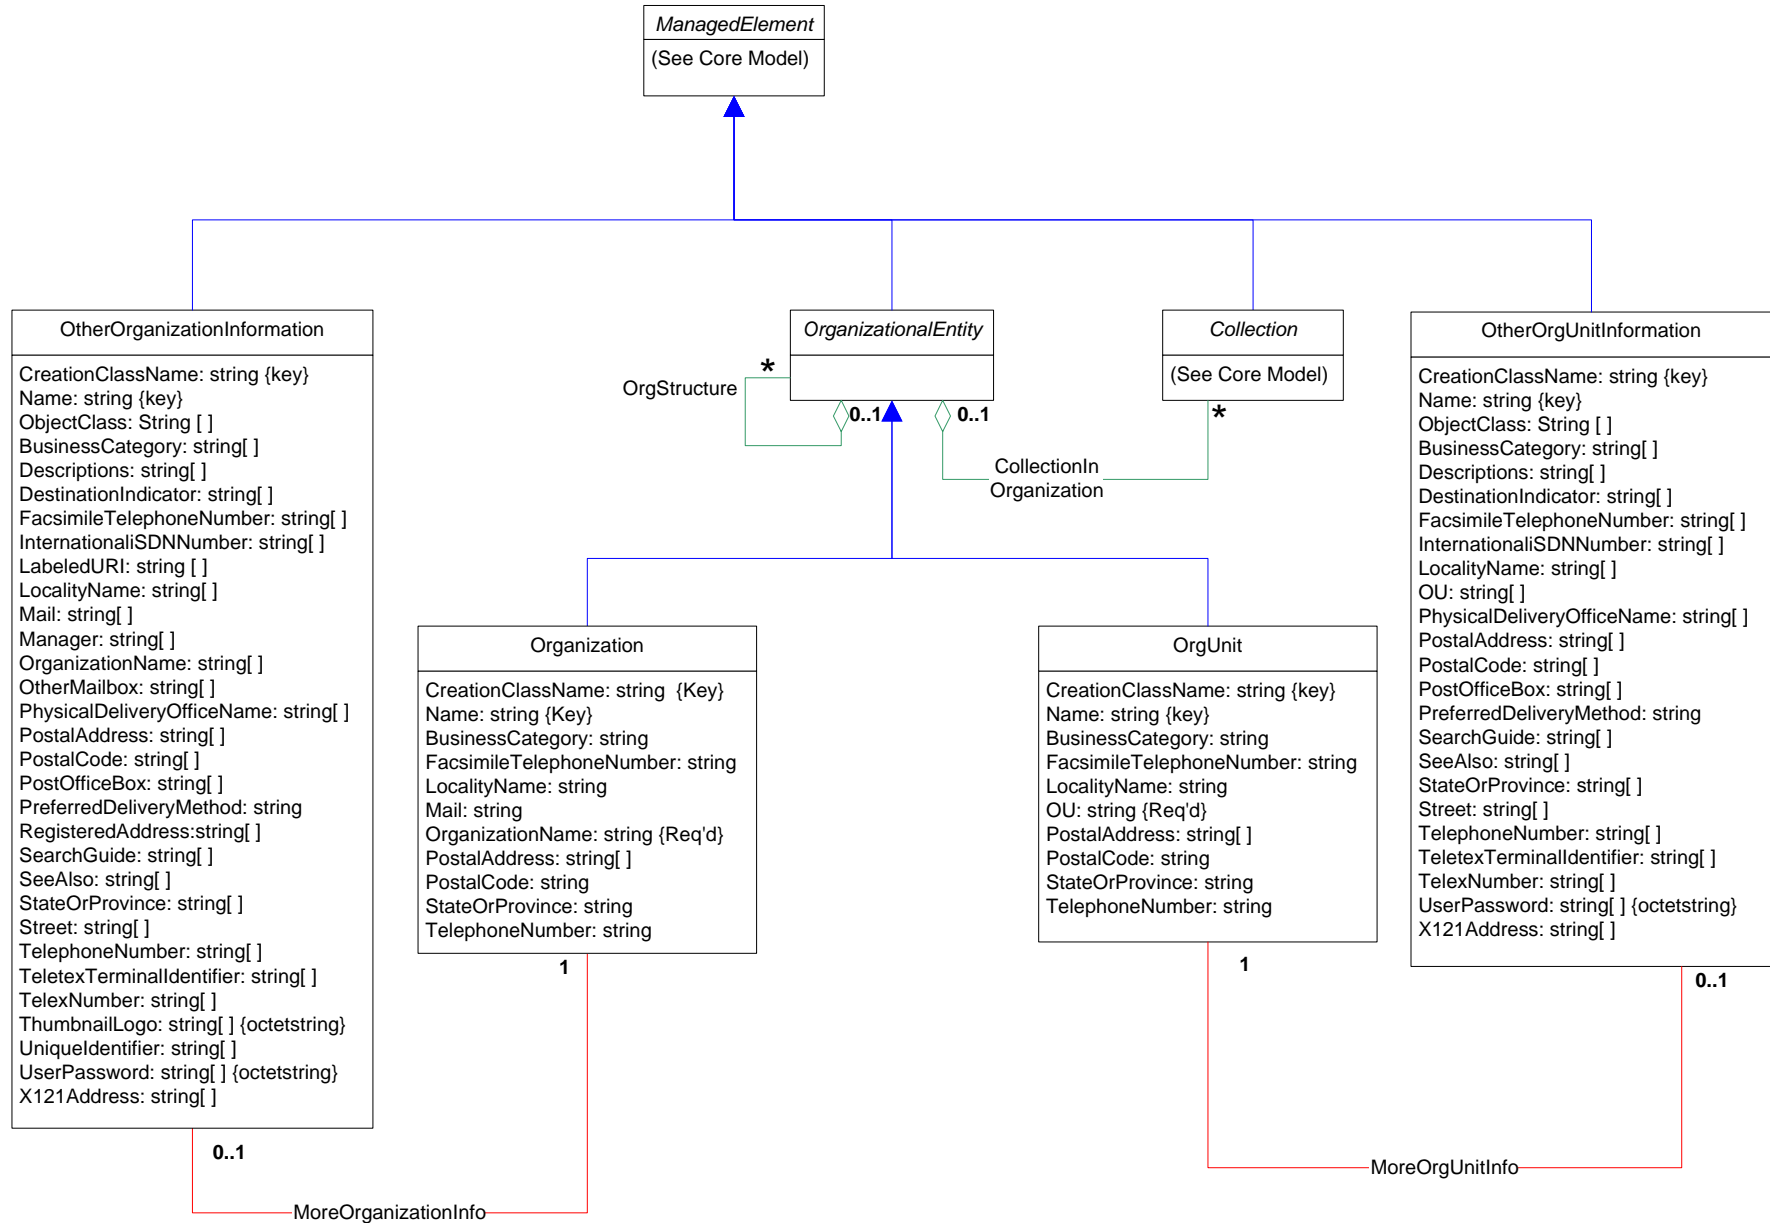 ManagedElement
(See Core Model)
OtherOrganizationInformation
CreationClassName: string {key}
Name: string {key}
ObjectClass: String [ ]
BusinessCategory: string[ ]
Descriptions: string[ ]
DestinationIndicator: string[ ]
FacsimileTelephoneNumber: string[ ]
InternationaliSDNNumber: string[ ]
LabeledURI: string [ ]
LocalityName: string[ ]
Mail: string[ ]
Manager: string[ ]
OrganizationName: string[ ]
OtherMailbox: string[ ]
PhysicalDeliveryOfficeName: string[ ]
PostalAddress: string[ ]
PostalCode: string[ ]
PostOfficeBox: string[ ]
PreferredDeliveryMethod: string
RegisteredAddress:string[ ]
SearchGuide: string[ ]
SeeAlso: string[ ]
StateOrProvince: string[ ]
Street: string[ ]
TelephoneNumber: string[ ]
TeletexTerminalIdentifier: string[ ]
TelexNumber: string[ ]
ThumbnailLogo: string[ ] {octetstring}
UniqueIdentifier: string[ ]
UserPassword: string[ ] {octetstring}
X121Address: string[ ]
0..1
MoreOrganizationInfo
OrganizationalEntity
*
OrgStructure
0..1
0..1
CollectionIn
Organization
Collection
(See Core Model)
*
Organization
CreationClassName: string  {Key}
Name: string {Key}
BusinessCategory: string
FacsimileTelephoneNumber: string
LocalityName: string
Mail: string
OrganizationName: string {Req'd}
PostalAddress: string[ ]
PostalCode: string
StateOrProvince: string
TelephoneNumber: string
1
OrgUnit
CreationClassName: string {key}
Name: string {key}
BusinessCategory: string
FacsimileTelephoneNumber: string
LocalityName: string
OU: string {Req'd}
PostalAddress: string[ ]
PostalCode: string
StateOrProvince: string
TelephoneNumber: string
1
OtherOrgUnitInformation
CreationClassName: string {key}
Name: string {key}
ObjectClass: String [ ]
BusinessCategory: string[ ]
Descriptions: string[ ]
DestinationIndicator: string[ ]
FacsimileTelephoneNumber: string[ ]
InternationaliSDNNumber: string[ ]
LocalityName: string[ ]
OU: string[ ]
PhysicalDeliveryOfficeName: string[ ]
PostalAddress: string[ ]
PostalCode: string[ ]
PostOfficeBox: string[ ]
PreferredDeliveryMethod: string
SearchGuide: string[ ]
SeeAlso: string[ ]
StateOrProvince: string[ ]
Street: string[ ]
TelephoneNumber: string[ ]
TeletexTerminalIdentifier: string[ ]
TelexNumber: string[ ]
UserPassword: string[ ] {octetstring}
X121Address: string[ ]
0..1
MoreOrgUnitInfo